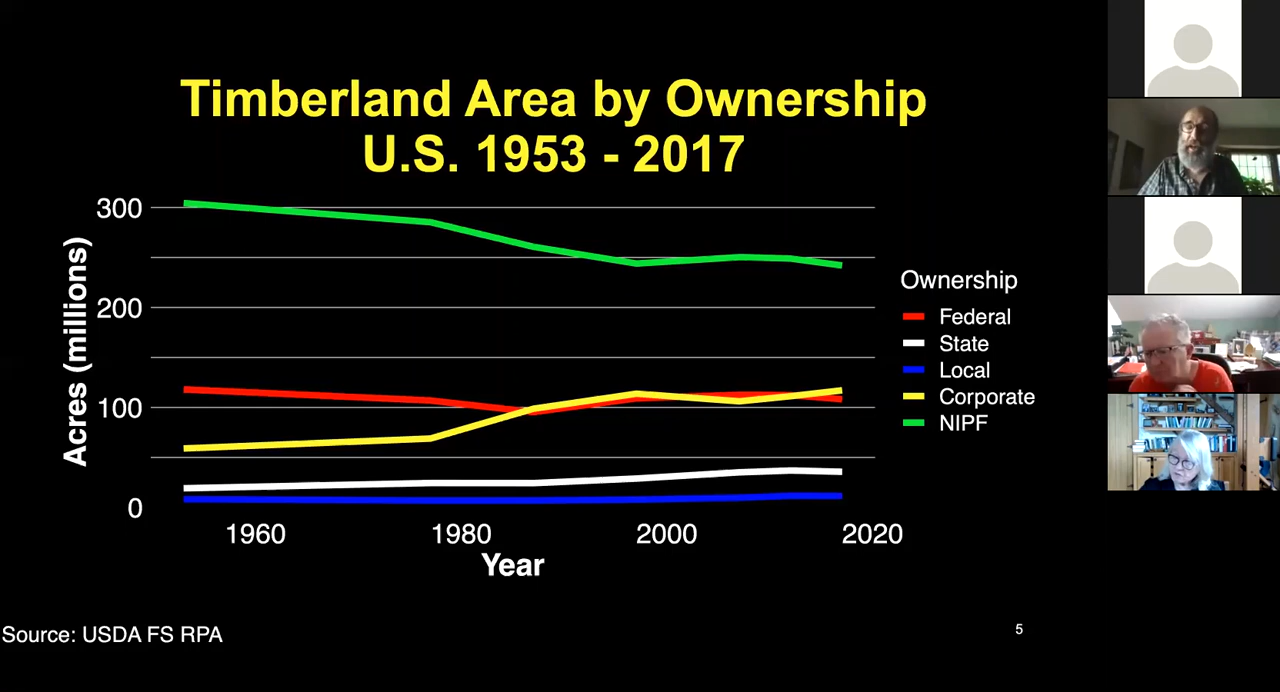 Timberland Area by Ownership
U.S. 1953 - 2017
300
200
100
0
Acres (millions)
1960
1980
2000
2020
Year
Ownership
Federal
State
Local
Corporate
NIPF
Source: USDA FS RPA
5